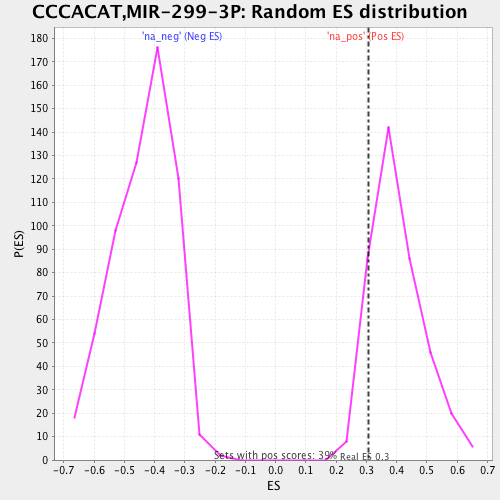 CCCACAT,MIR-299-3P: Random ES distribution
'na_neg' (Neg ES)
'na_pos' (Pos ES)
180
170
160
150
140
130
120
110
100
90
80
70
60
50
40
30
20
10
0
P(ES)
Sets with pos scores: 39%
Real ES 0.3
-0.7 -0.6 -0.5 -0.4 -0.3 -0.2 -0.1 0.0 0.1 0.2 0.3 0.4 0.5 0.6 0.7
ES